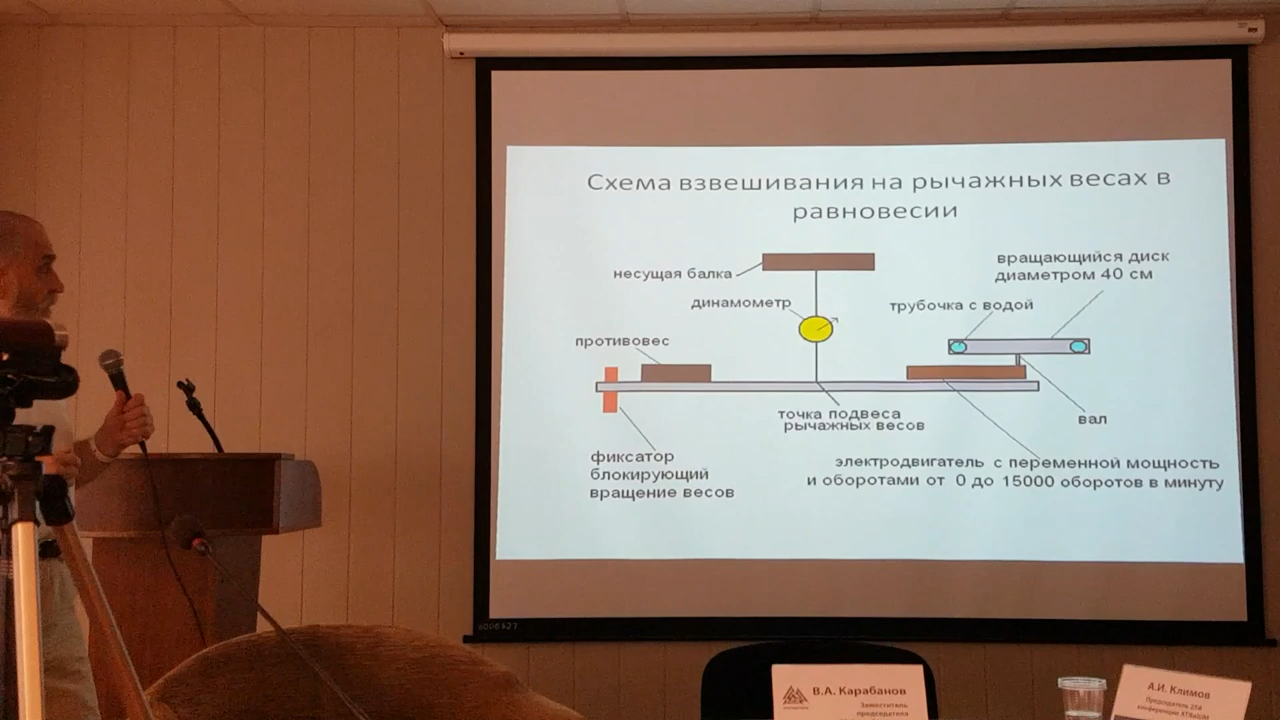 Схема взвешивания на рычажных весах в
равновесии
несущая балка
вращающийся диск
диаметром 40 см
динамометр
трубочка с водой
противовес
точка подвеса
рычажных весов
вал
фиксатор
блокирующий
вращение весов
электродвигатель с переменной мощность
и оборотами от 0 до 15000 оборотов в минуту
В.А. Карабанов
Заместитель
председателя
А.И. Климов
Председатель 25й